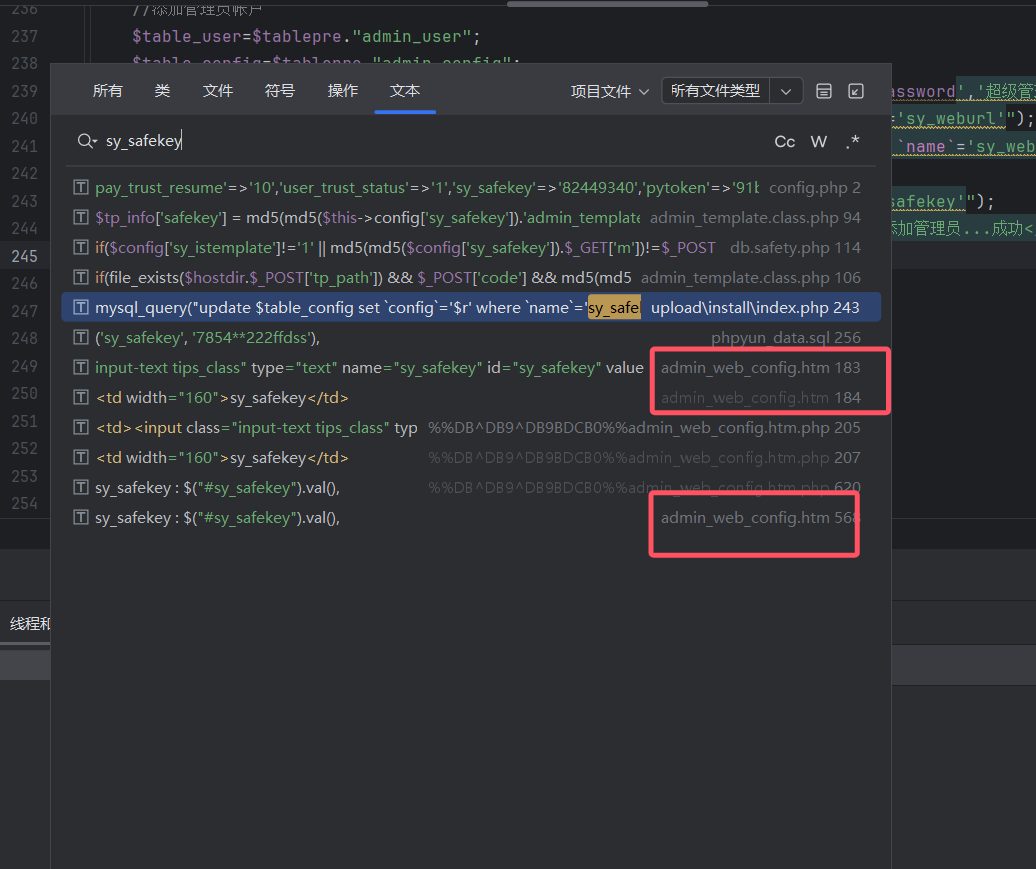 236 //添加管理员帐户
237 $table_user=$tablepre."admin_user";
238 $table_config=$tablepre."admin_config";
所有 类 文件 符号 操作 文本 项目文件 所有文件类型
239 assword','超级管
sy_safekey Cc W .*
240 ='sy_weburl'");
241 `name`='sy_web
242
243 safekey'");
244 添加管理员...成功<
245
246
247
248
249
250
251
252
253
254
pay_trust_resume'=>'10','user_trust_status'=>'1','sy_safekey'=>'82449340','pytoken'=>'91b config.php 2
$tp_info['safekey'] = md5(md5($this->config['sy_safekey']).'admin_template admin_template.class.php 94
if($config['sy_istemplate']!='1' || md5(md5($config['sy_safekey']).$_GET['m'])!=$_POST db.safety.php 114
if(file_exists($hostdir.$_POST['tp_path']) && $_POST['code'] && md5(md5 admin_template.class.php 106
mysql_query("update $table_config set `config`='$r' where `name`='sy_safe upload\install\index.php 243
('sy_safekey', '7854**222ffdss'), phpyun_data.sql 256
input-text tips_class" type="text" name="sy_safekey" id="sy_safekey" value admin_web_config.htm 183
<td width="160">sy_safekey</td> admin_web_config.htm 184
<td><input class="input-text tips_class" typ %%DB^DB9^DB9BDCB0%%admin_web_config.htm.php 205
<td width="160">sy_safekey</td> %%DB^DB9^DB9BDCB0%%admin_web_config.htm.php 207
sy_safekey : $("#sy_safekey").val(), %%DB^DB9^DB9BDCB0%%admin_web_config.htm.php 620
sy_safekey : $("#sy_safekey").val(), admin_web_config.htm 568
线程和